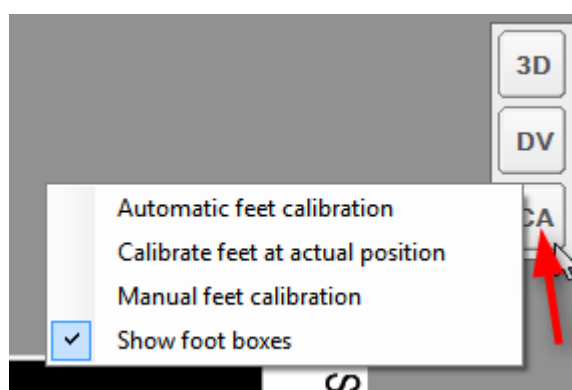 3D
DV
CA
Automatic feet calibration
Calibrate feet at actual position
Manual feet calibration
Show foot boxes